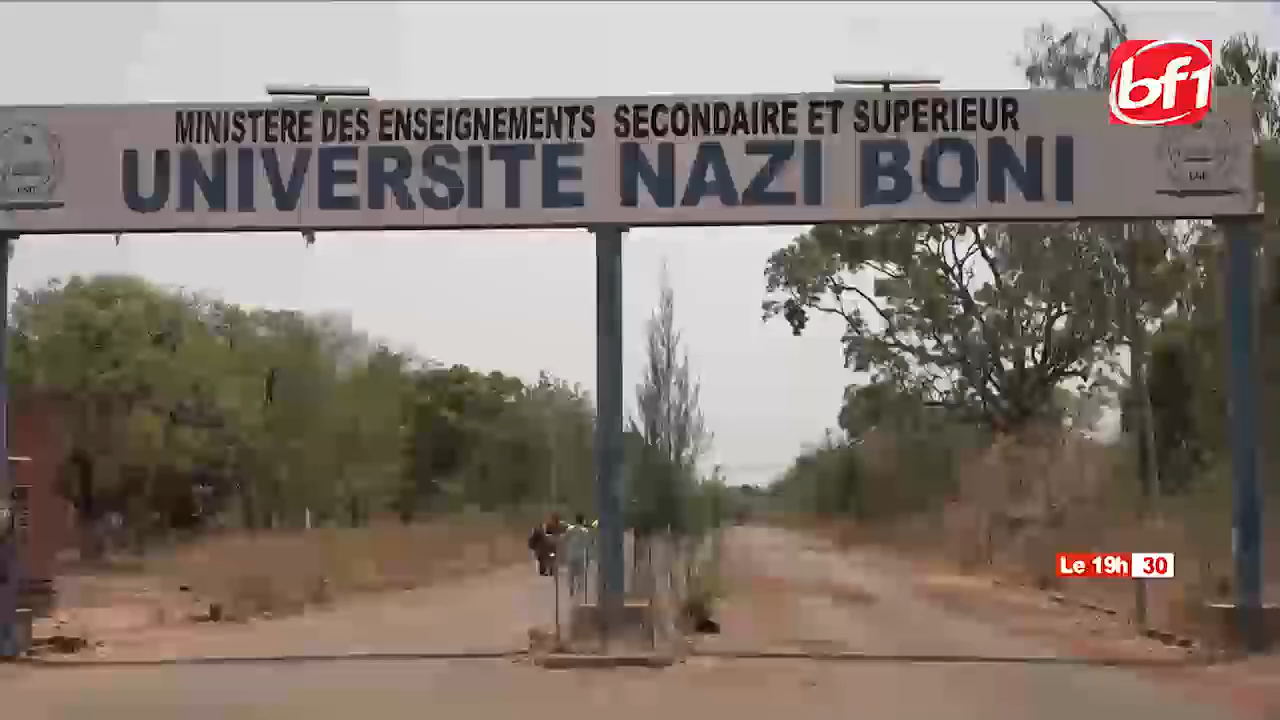 bf1
MINISTERE DES ENSEIGNEMENTS SECONDAIRE ET SUPERIEUR
UNIVERSITE NAZI BONI
Le 19h 30